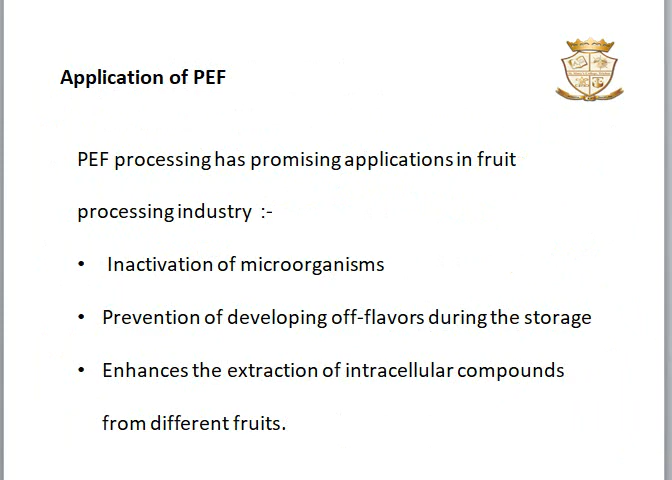 Application of PEF
PEF processing has promising applications in fruit
processing industry :-
• Inactivation of microorganisms
• Prevention of developing off-flavors during the storage
• Enhances the extraction of intracellular compounds
from different fruits.